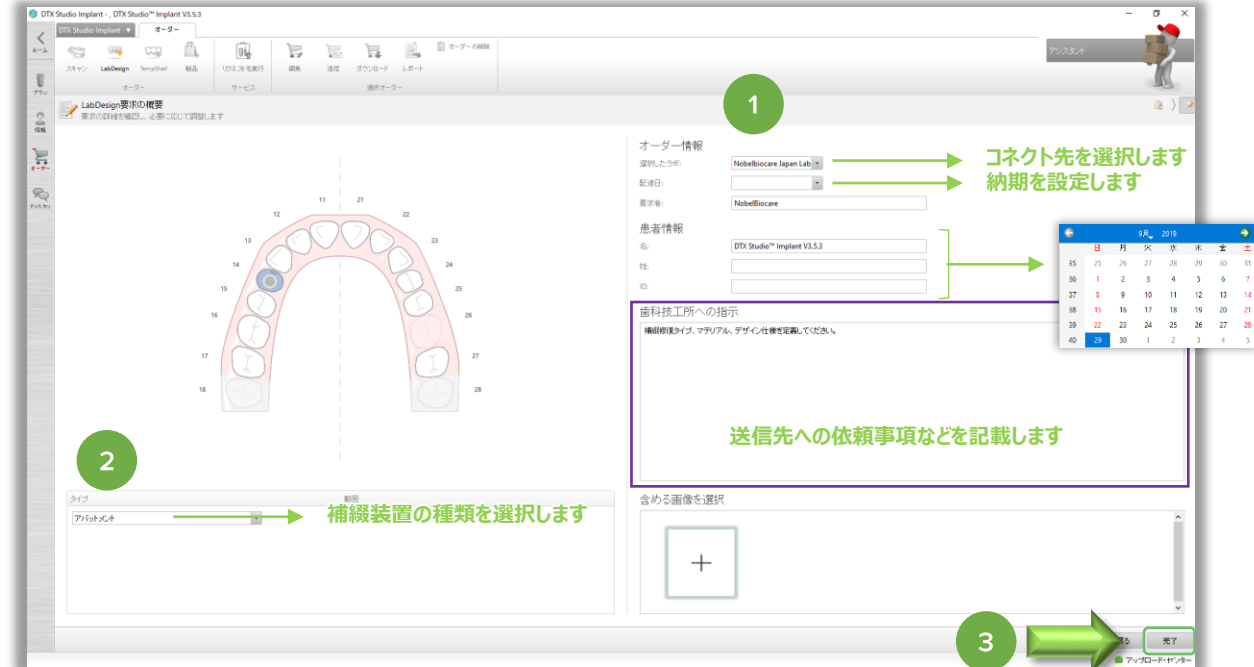 DTX Studio Implant - , DTX Studio™ Implant V3.5.3
DTX Studio Implant ▼ オーダー
ホーム
スキャン LabDesign TempShell 製品 リクエストを実行 編集 送信 ダウンロード レポート オーダーの削除
オーダー サービス 選択オーダー
アシスタント
プラン
情報
オーダー
LabDesign要求の概要
要求の詳細を確認し、必要に応じて調整します
1
オーダー情報
選択したラボ: Nobelbiocare Japan Lab
コネクト先を選択します
配達日:
納期を設定します
要求者: NobelBiocare
患者情報
名: DTX Studio™ Implant V3.5.3
姓:
ID:
9月 2019
日 月 火 水 木 金 土
35 25 26 27 28 29 30 31
36 1 2 3 4 5 6 7
37 8 9 10 11 12 13 14
38 15 16 17 18 19 20 21
39 22 23 24 25 26 27 28
40 29 30 1 2 3 4 5
11 21
12 22
13 23
14 24
15 25
16 26
17 27
18 28
歯科技工所への指示
補綴修復タイプ、マテリアル、デザイン仕様を定義してください。
送信先への依頼事項などを記載します
2
タイプ 範囲
アバットメント
補綴装置の種類を選択します
含める画像を選択
3
完了
アップロード・センター